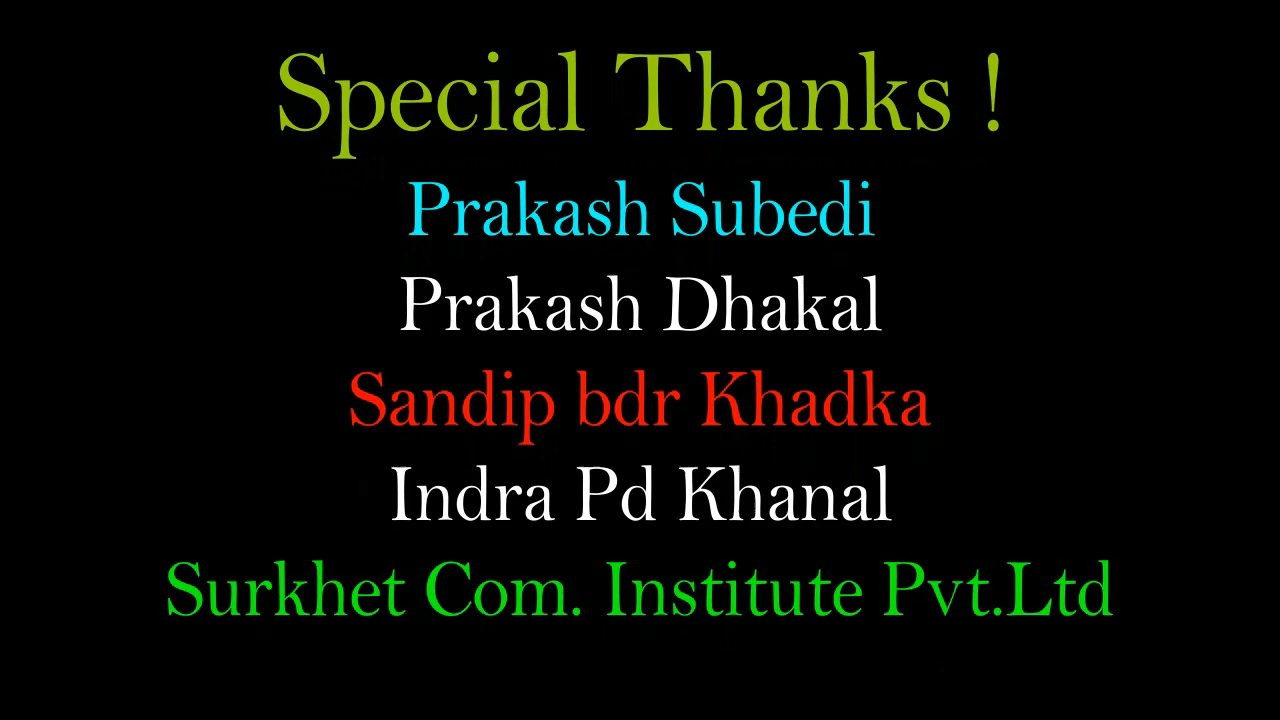 Special Thanks !
Prakash Subedi
Prakash Dhakal
Sandip bdr Khadka
Indra Pd Khanal
Surkhet Com. Institute Pvt.Ltd